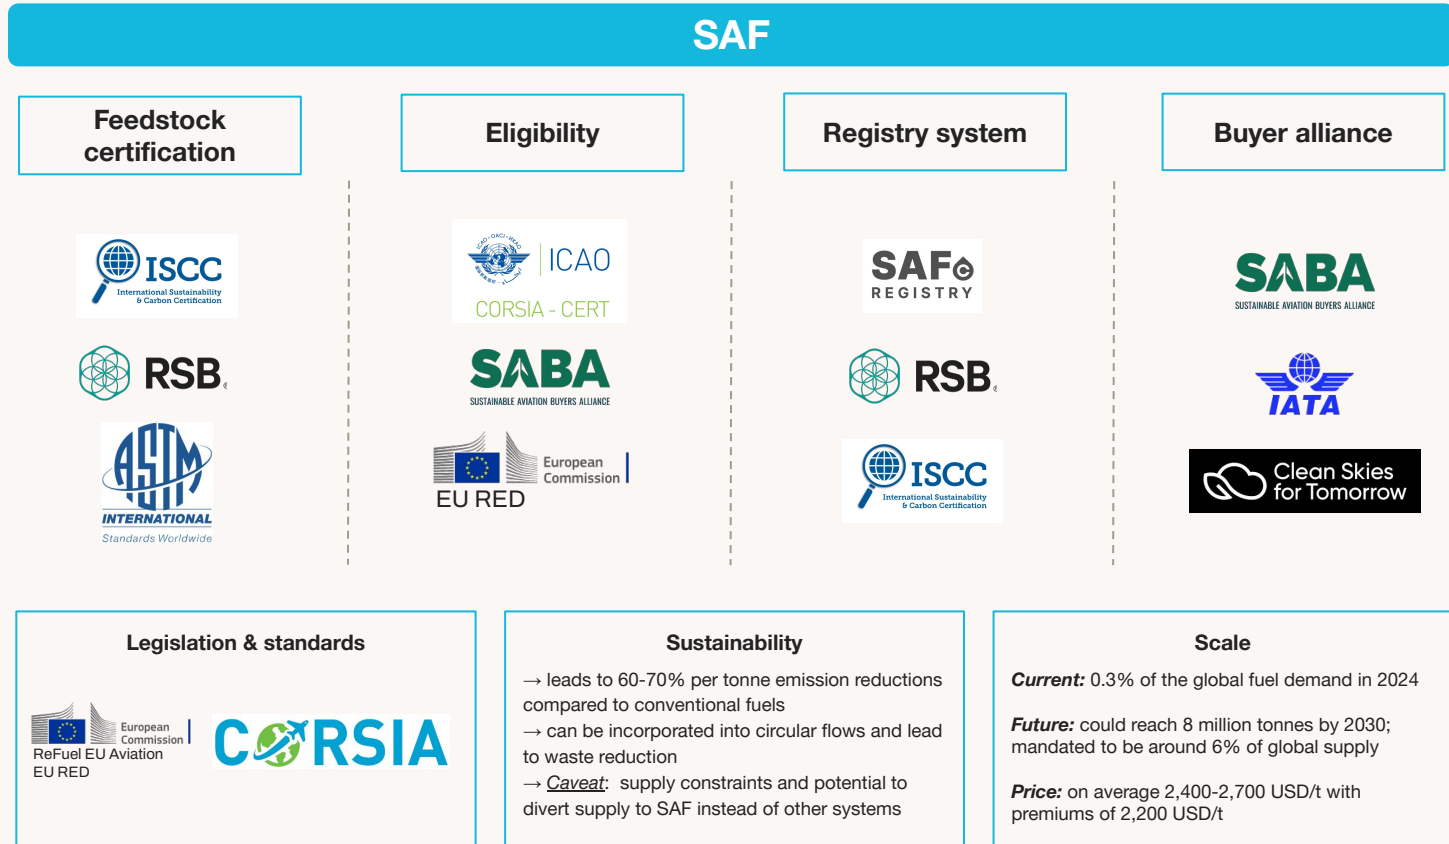 SAF
Feedstock
certification
Eligibility
Registry system
Buyer alliance
ISCC
International Sustainability
& Carbon Certification
RSB
ASTM
INTERNATIONAL
Standards Worldwide
ICAO
CORSIA - CERT
SABA
SUSTAINABLE AVIATION BUYERS ALLIANCE
European
Commission
EU RED
SAFc
REGISTRY
RSB
ISCC
International Sustainability
& Carbon Certification
SABA
SUSTAINABLE AVIATION BUYERS ALLIANCE
IATA
Clean Skies
for Tomorrow
Legislation & standards
European
Commission
ReFuel EU Aviation
EU RED
CORSIA
Sustainability
→ leads to 60-70% per tonne emission reductions
compared to conventional fuels
→ can be incorporated into circular flows and lead
to waste reduction
→ Caveat: supply constraints and potential to
divert supply to SAF instead of other systems
Scale
Current: 0.3% of the global fuel demand in 2024
Future: could reach 8 million tonnes by 2030;
mandated to be around 6% of global supply
Price: on average 2,400-2,700 USD/t with
premiums of 2,200 USD/t